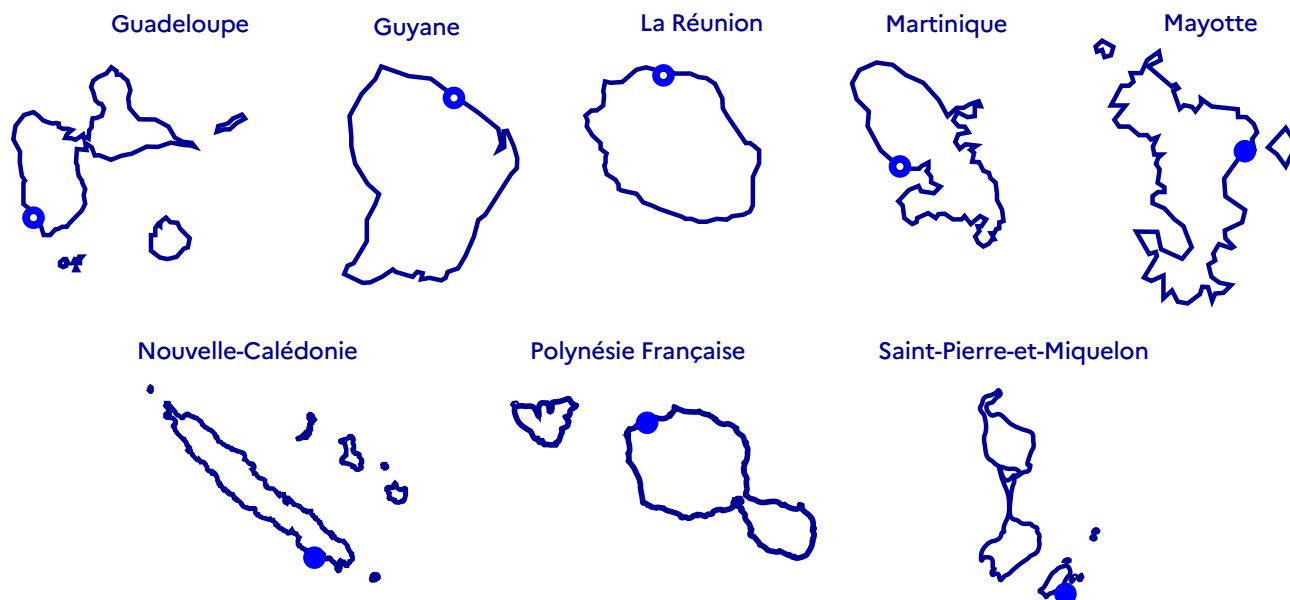 Guadeloupe
Guyane
La Réunion
Martinique
Mayotte
Nouvelle-Calédonie
Polynésie Française
Saint-Pierre-et-Miquelon